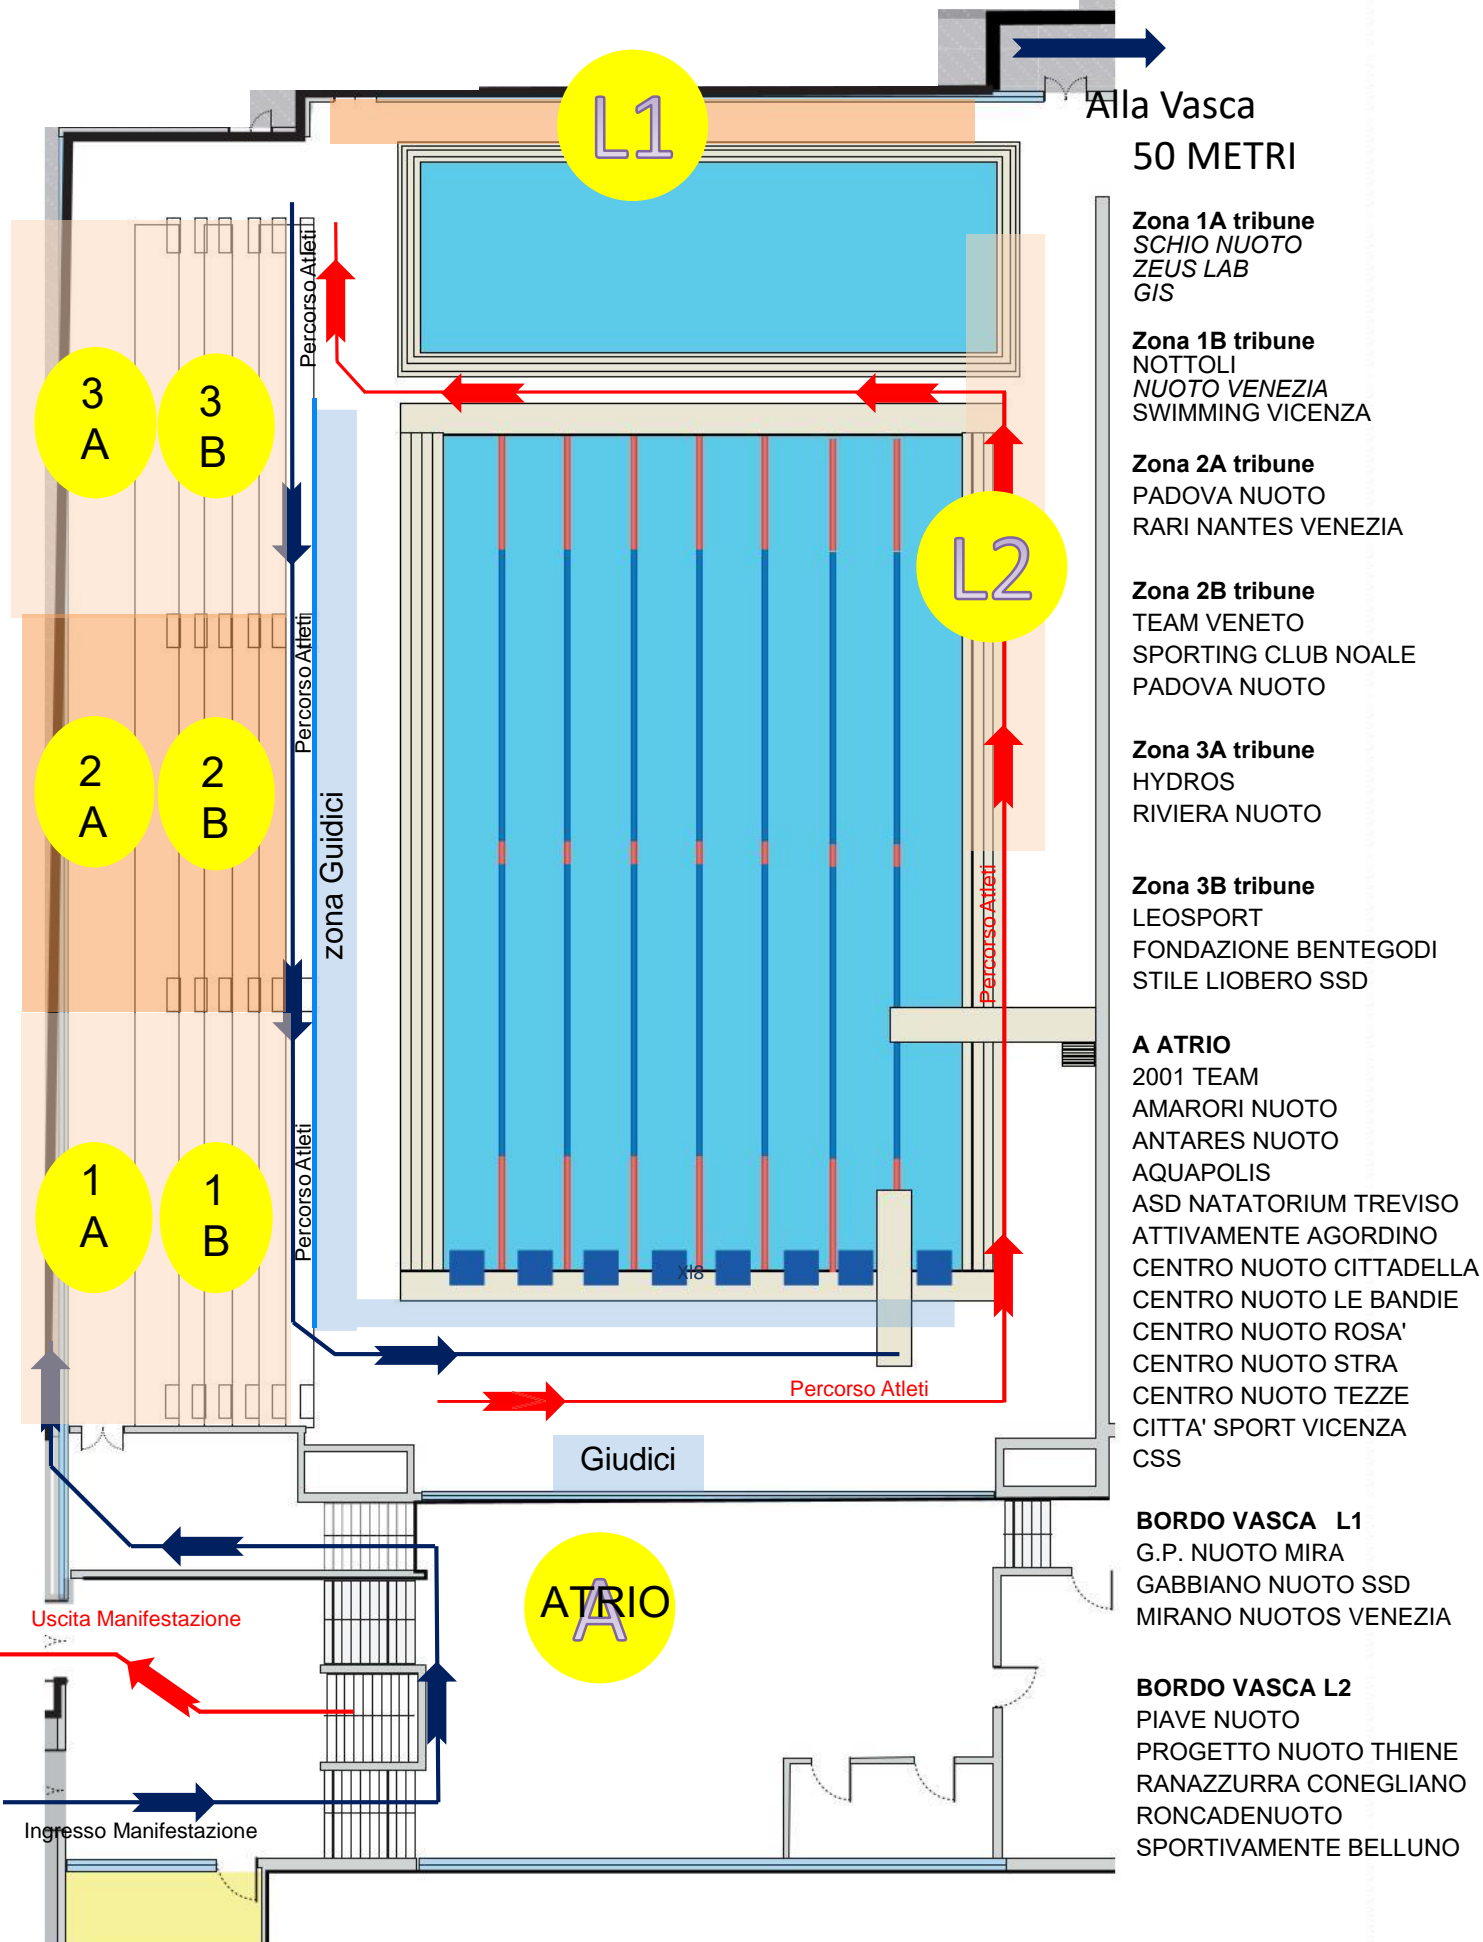 L1
Alla Vasca
50 METRI
Zona 1A tribune
SCHIO NUOTO
ZEUS LAB
GIS
Zona 1B tribune
NOTTOLI
NUOTO VENEZIA
SWIMMING VICENZA
Zona 2A tribune
PADOVA NUOTO
RARI NANTES VENEZIA
Zona 2B tribune
TEAM VENETO
SPORTING CLUB NOALE
PADOVA NUOTO
Zona 3A tribune
HYDROS
RIVIERA NUOTO
Zona 3B tribune
LEOSPORT
FONDAZIONE BENTEGODI
STILE LIOBERO SSD
A ATRIO
2001 TEAM
AMARORI NUOTO
ANTARES NUOTO
AQUAPOLIS
ASD NATATORIUM TREVISO
ATTIVAMENTE AGORDINO
CENTRO NUOTO CITTADELLA
CENTRO NUOTO LE BANDIE
CENTRO NUOTO ROSA'
CENTRO NUOTO STRA
CENTRO NUOTO TEZZE
CITTA' SPORT VICENZA
CSS
BORDO VASCA L1
G.P. NUOTO MIRA
GABBIANO NUOTO SSD
MIRANO NUOTOS VENEZIA
BORDO VASCA L2
PIAVE NUOTO
PROGETTO NUOTO THIENE
RANAZZURRA CONEGLIANO
RONCADENUOTO
SPORTIVAMENTE BELLUNO
Percorso Atleti
3
A
3
B
L2
Percorso Atleti
2
A
2
B
zona Guidici
Percorso Atleti
Percorso Atleti
1
A
1
B
8IX
Percorso Atleti
Giudici
ATRIO
A
Uscita Manifestazione
Ingresso Manifestazione